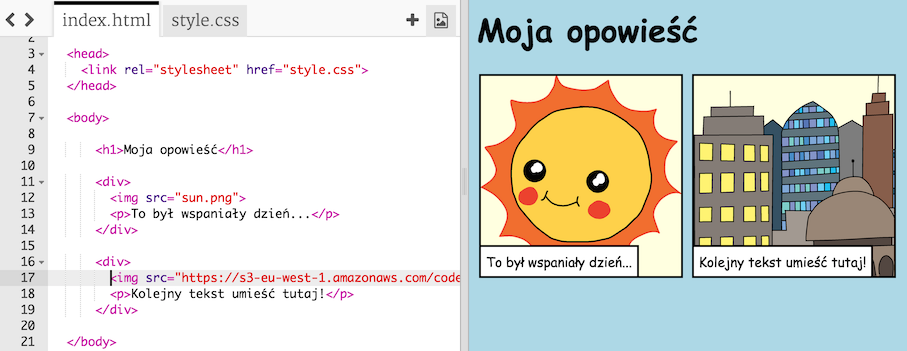 index.html style.css
2
3 <head>
4 <link rel="stylesheet" href="style.css">
5 </head>
6
7 <body>
8
9 <h1>Moja opowieść</h1>
10
11 <div>
12 <img src="sun.png">
13 <p>To był wspaniały dzień...</p>
14 </div>
15
16 <div>
17 <img src="https://s3-eu-west-1.amazonaws.com/code
18 <p>Kolejny tekst umieść tutaj!</p>
19 </div>
20
21 </body>
Moja opowieść
To był wspaniały dzień...
Kolejny tekst umieść tutaj!